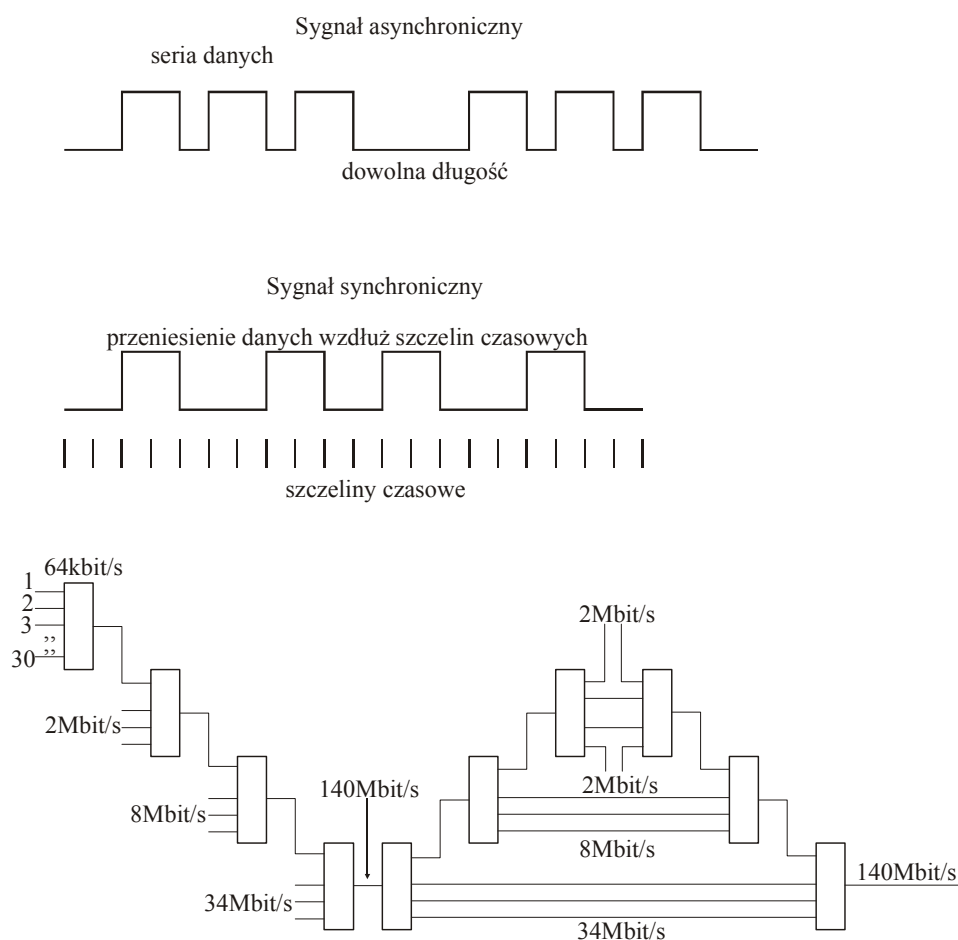 Sygnał asynchroniczny
seria danych
dowolna długość
Sygnał synchroniczny
przeniesienie danych wzdłuż szczelin czasowych
szczeliny czasowe
64kbit/s
1
2
3
,,
30
,,
2Mbit/s
2Mbit/s
8Mbit/s
140Mbit/s
2Mbit/s
8Mbit/s
34Mbit/s
34Mbit/s
140Mbit/s